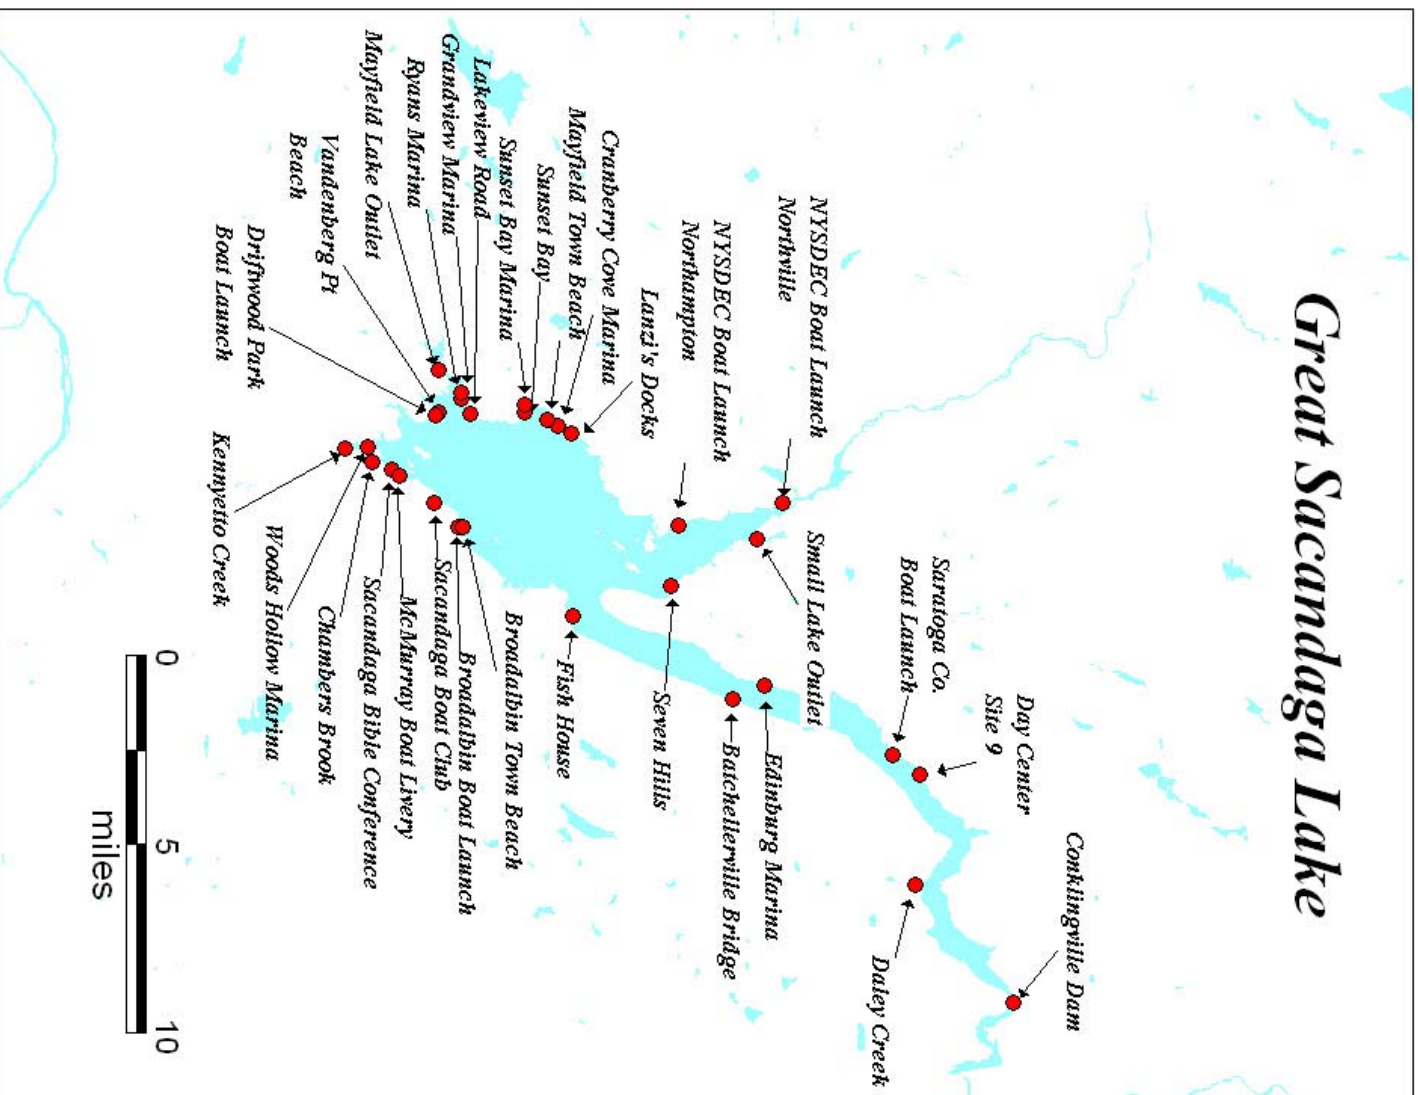 Great Sacandaga Lake
NYSDEC Boat Launch
Northville
NYSDEC Boat Launch
Northampton
Lanzi's Docks
Cranberry Cove Marina
Mayfield Town Beach
Sunset Bay
Sunset Bay Marina
Lakeview Road
Grandview Marina
Ryans Marina
Mayfield Lake Outlet
Vandenberg Pt
Beach
Driftwood Park
Boat Launch
Kennyetto Creek
Woods Hollow Marina
Chambers Brook
Sacandaga Bible Conference
McMurray Boat Livery
Sacandaga Boat Club
Broadalbin Boat Launch
Broadalbin Town Beach
Fish House
Seven Hills
Small Lake Outlet
Batchellerville Bridge
Edinburg Marina
Saratoga Co.
Boat Launch
Day Center
Site 9
Daley Creek
Conklingville Dam
0 5 10
miles